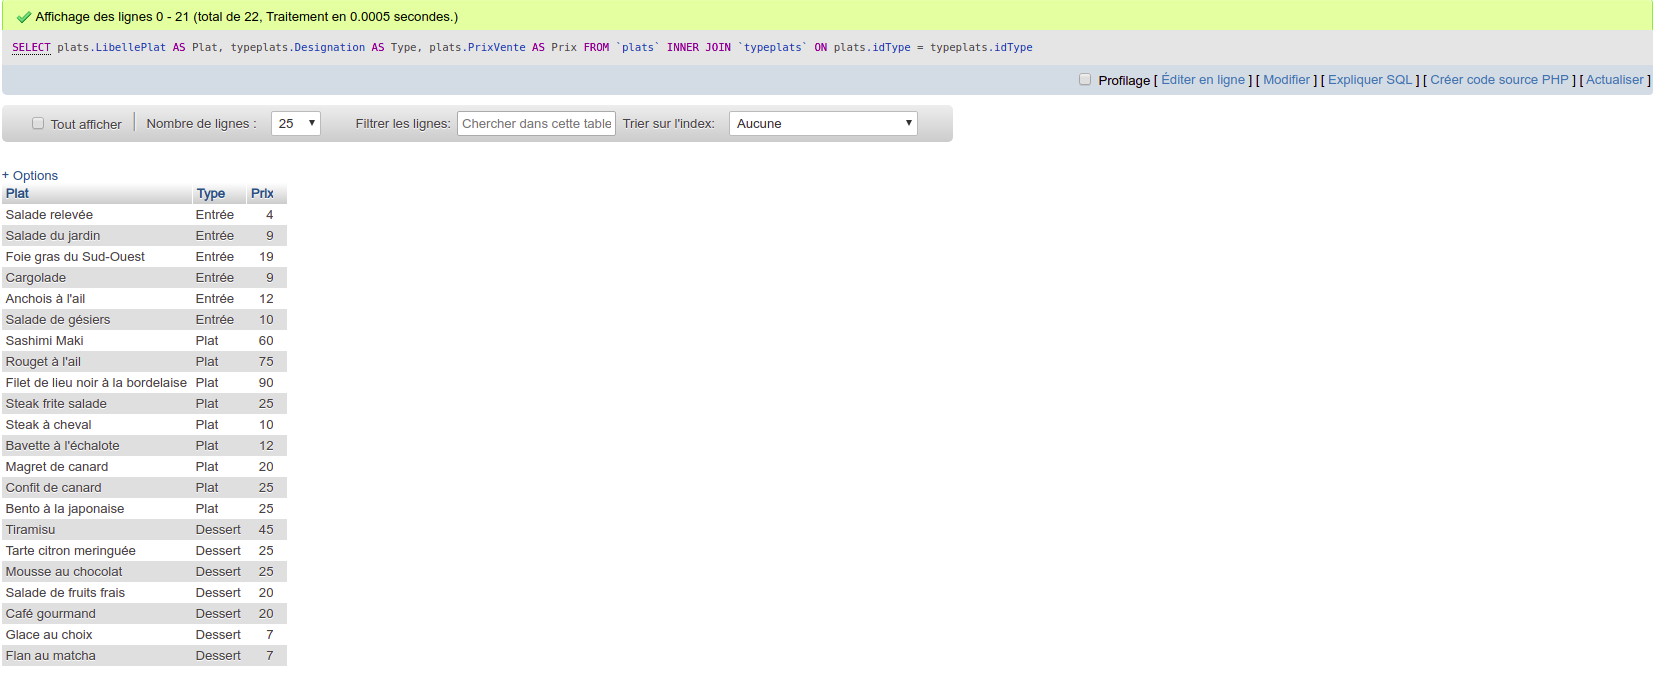 Affichage des lignes 0 - 21 (total de 22, Traitement en 0.0005 secondes.)
SELECT plats.LibellePlat AS Plat, typeplats.Designation AS Type, plats.PrixVente AS Prix FROM `plats` INNER JOIN `typeplats` ON plats.idType = typeplats.idType
Profilage [ Éditer en ligne ] [ Modifier ] [ Expliquer SQL ] [ Créer code source PHP ] [ Actualiser ]
Tout afficher Nombre de lignes : 25 Filtrer les lignes: Chercher dans cette table Trier sur l'index: Aucune
+ Options
Plat Type Prix
Salade relevée Entrée 4
Salade du jardin Entrée 9
Foie gras du Sud-Ouest Entrée 19
Cargolade Entrée 9
Anchois à l'ail Entrée 12
Salade de gésiers Entrée 10
Sashimi Maki Plat 60
Rouget à l'ail Plat 75
Filet de lieu noir à la bordelaise Plat 90
Steak frite salade Plat 25
Steak à cheval Plat 10
Bavette à l'échalote Plat 12
Magret de canard Plat 20
Confit de canard Plat 25
Bento à la japonaise Plat 25
Tiramisu Dessert 45
Tarte citron meringuée Dessert 25
Mousse au chocolat Dessert 25
Salade de fruits frais Dessert 20
Café gourmand Dessert 20
Glace au choix Dessert 7
Flan au matcha Dessert 7